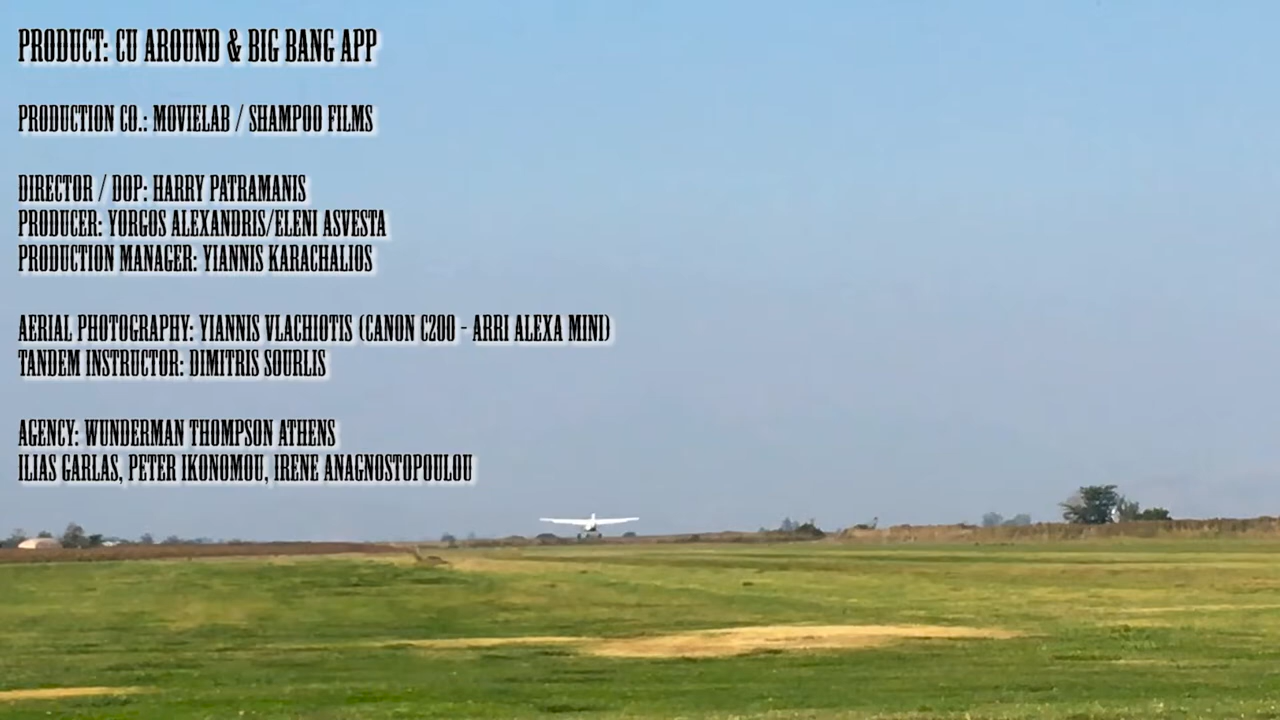 PRODUCT: CU AROUND & BIG BANG APP
PRODUCTION CO.: MOVIELAB / SHAMPOO FILMS
DIRECTOR / DOP: HARRY PATRAMANIS
PRODUCER: YORGOS ALEXANDRIS/ELENI ASVESTA
PRODUCTION MANAGER: YIANNIS KARACHALIOS
AERIAL PHOTOGRAPHY: YIANNIS VLACHIOTIS (CANON C200 - ARRI ALEXA MINI)
TANDEM INSTRUCTOR: DIMITRIS SOURLIS
AGENCY: WUNDERMAN THOMPSON ATHENS
ILIAS GARLAS, PETER IKONOMOU, IRENE ANAGNOSTOPOULOU